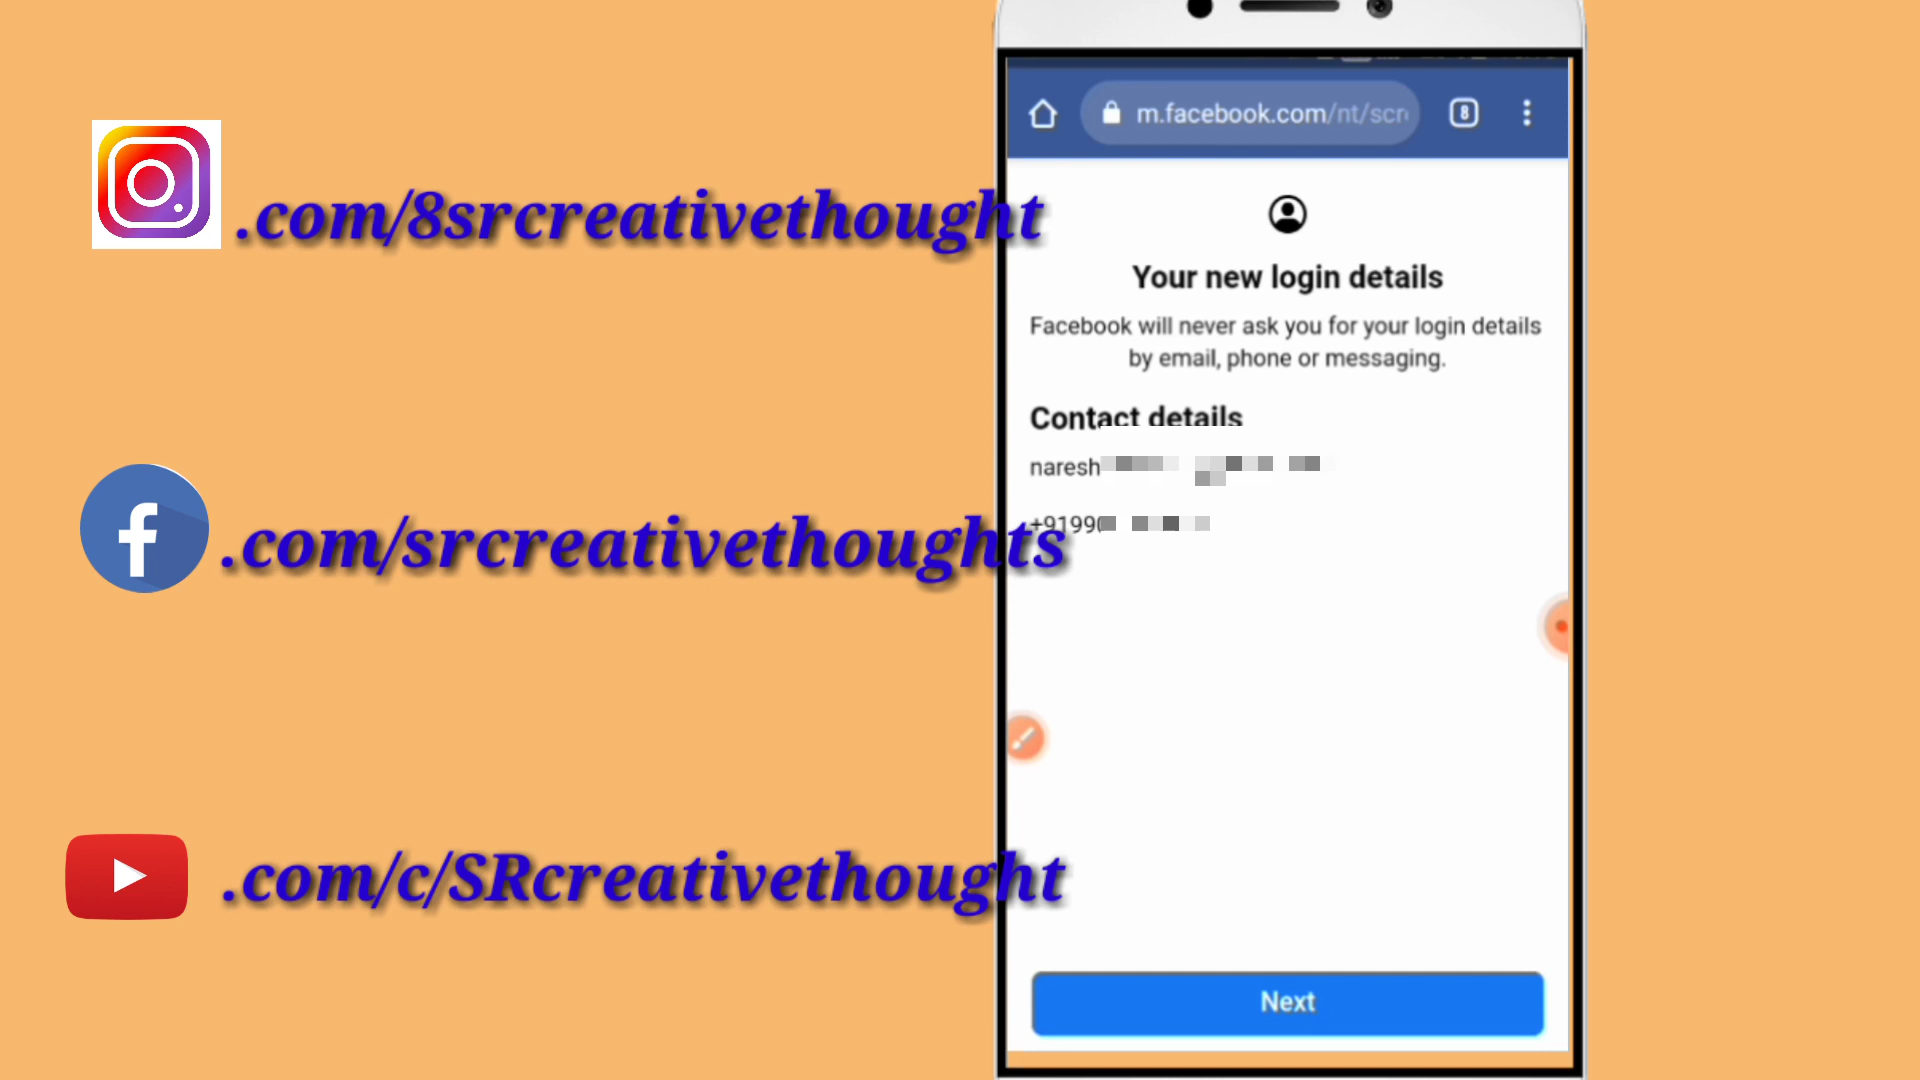 .com/8srcreativethought
.com/srcreativethoughts
.com/c/SRcreativethought
m.facebook.com/nt/scr
8
Your new login details
Facebook will never ask you for your login details
by email, phone or messaging.
Contact details
naresh
+9199
Next